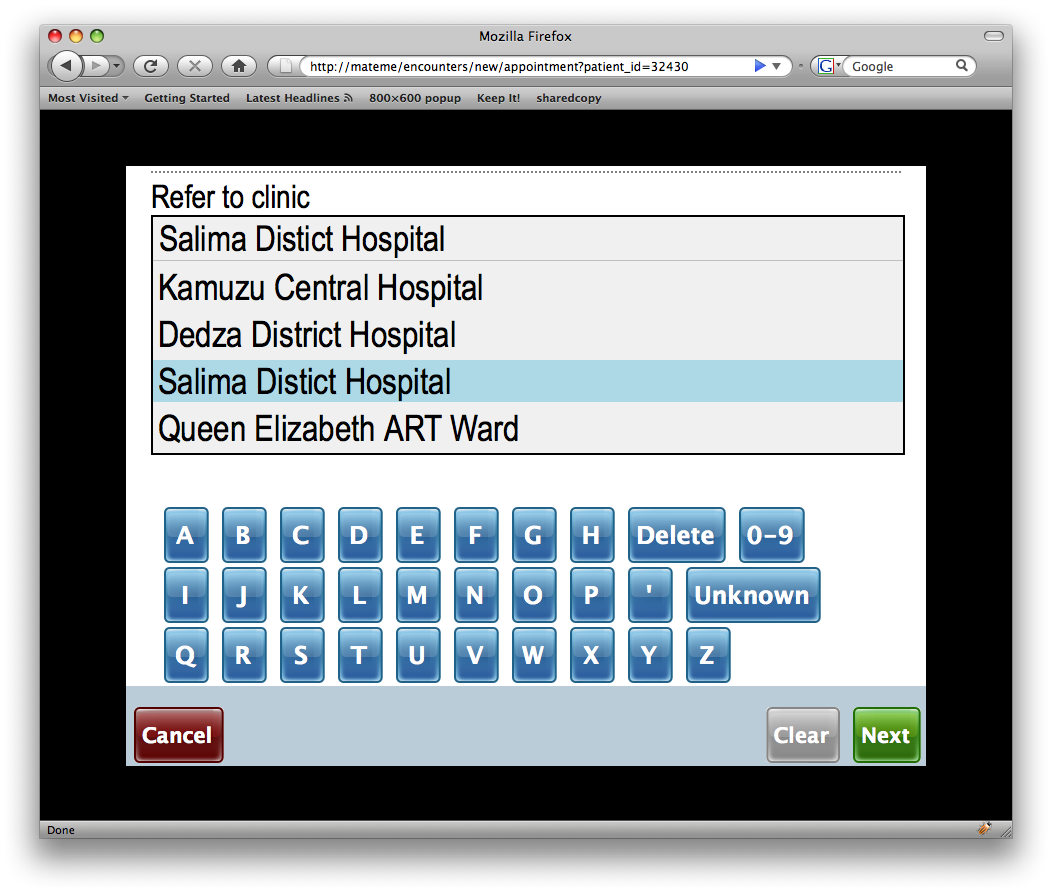 Mozilla Firefox
http://mateme/encounters/new/appointment?patient_id=32430
Google
Most Visited Getting Started Latest Headlines 800×600 popup Keep It! sharedcopy
Refer to clinic
Salima Distict Hospital
Kamuzu Central Hospital
Dedza District Hospital
Salima Distict Hospital
Queen Elizabeth ART Ward
A B C D E F G H Delete 0-9
I J K L M N O P ' Unknown
Q R S T U V W X Y Z
Cancel Clear Next
Done